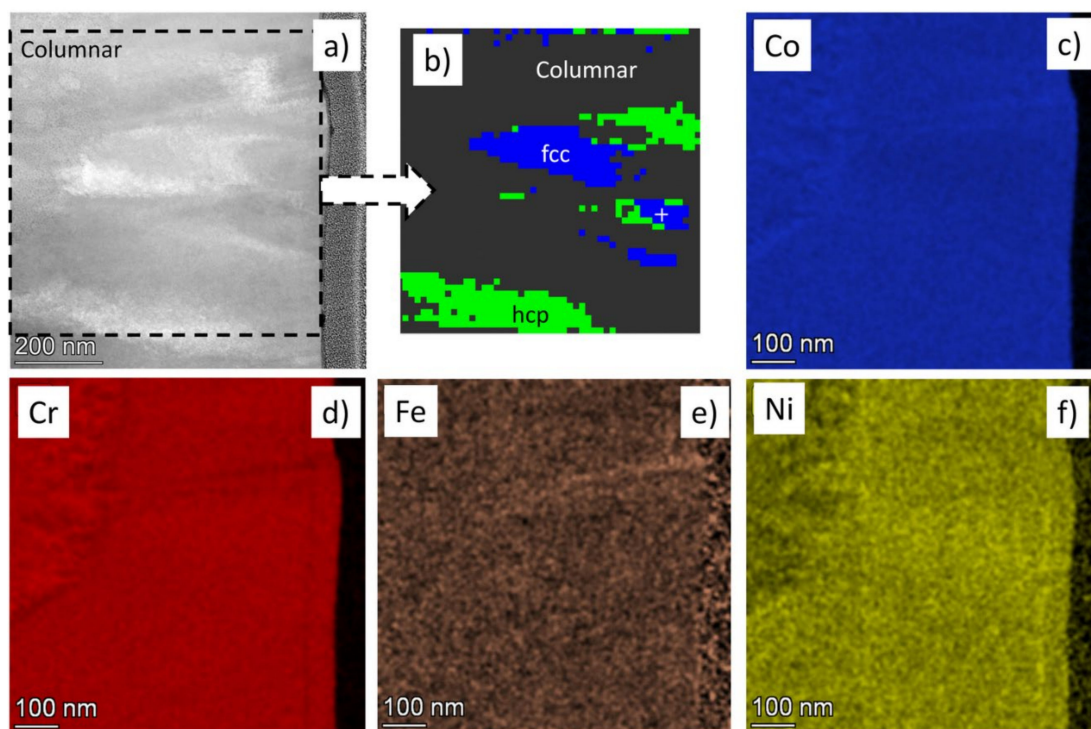 Columnar
a)
200 nm
b)
Columnar
fcc
hcp
Co
c)
100 nm
Cr
d)
100 nm
Fe
e)
100 nm
Ni
f)
100 nm